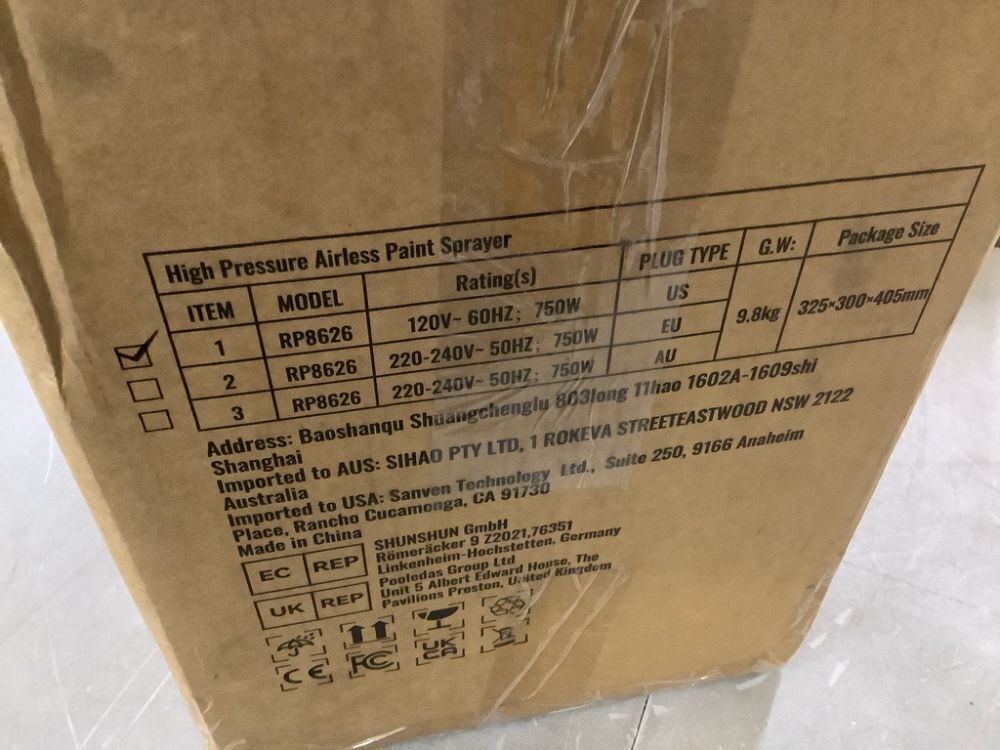 High Pressure Airless Paint Sprayer
ITEM MODEL Rating(s) PLUG TYPE G.W: Package Size
1 RP8626 120V~ 60HZ; 750W US 9.8kg 325×300×405mm
2 RP8626 220-240V~ 50HZ; 750W EU
3 RP8626 220-240V~ 50HZ; 750W AU
Address: Baoshanqu Shuangchenglu 803long 11hao 1602A-1609shi
Shanghai
Imported to AUS: SIHAO PTY LTD, 1 ROKEVA STREETEASTWOOD NSW 2122
Australia
Imported to USA: Sanven Technology Ltd., Suite 250, 9166 Anaheim
Place, Rancho Cucamonga, CA 91730
Made in China
EC REP
SHUNSHUN GmbH
Römeräcker 9 Z2021,76351
Linkenheim-Hochstetten, Germany
UK REP
Pooledas Group Ltd
Unit 5 Albert Edward House, The
Pavilions Preston, United Kingdom
CE FC UK
CA